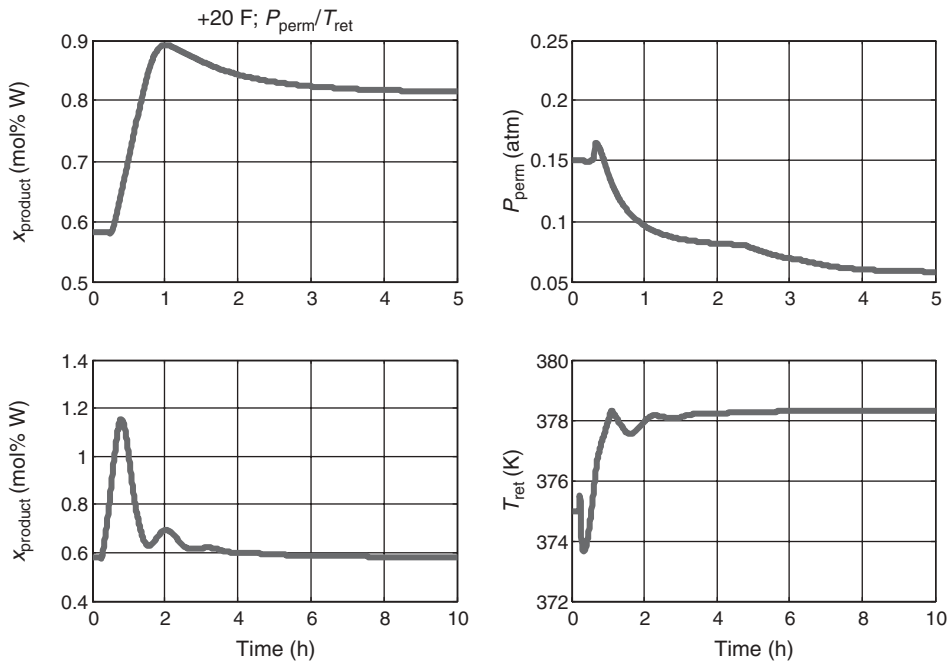 +20 F; P_perm/T_ret
x_product (mol% W)
0.9
0.8
0.7
0.6
0.5
0 1 2 3 4 5
P_perm (atm)
0.25
0.2
0.15
0.1
0.05
0 1 2 3 4 5
x_product (mol% W)
1.4
1.2
1
0.8
0.6
0.4
0 2 4 6 8 10
Time (h)
T_ret (K)
380
378
376
374
372
0 2 4 6 8 10
Time (h)